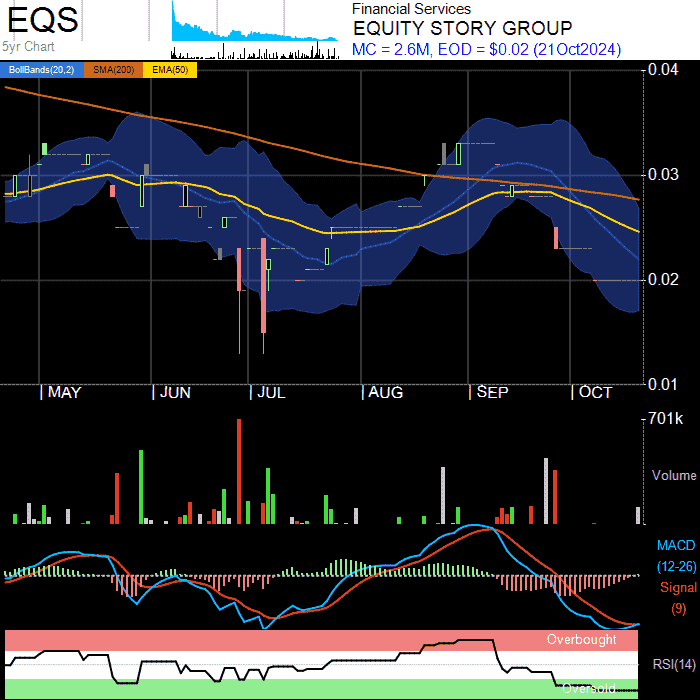 EQS
5yr Chart
Financial Services
EQUITY STORY GROUP
MC = 2.6M, EOD = $0.02 (21Oct2024)
BollBands(20,2) SMA(200) EMA(50)
0.04
0.03
0.02
0.01
MAY JUN JUL AUG SEP OCT
701k
Volume
MACD
(12-26)
Signal
(9)
Overbought
RSI(14)
Oversold